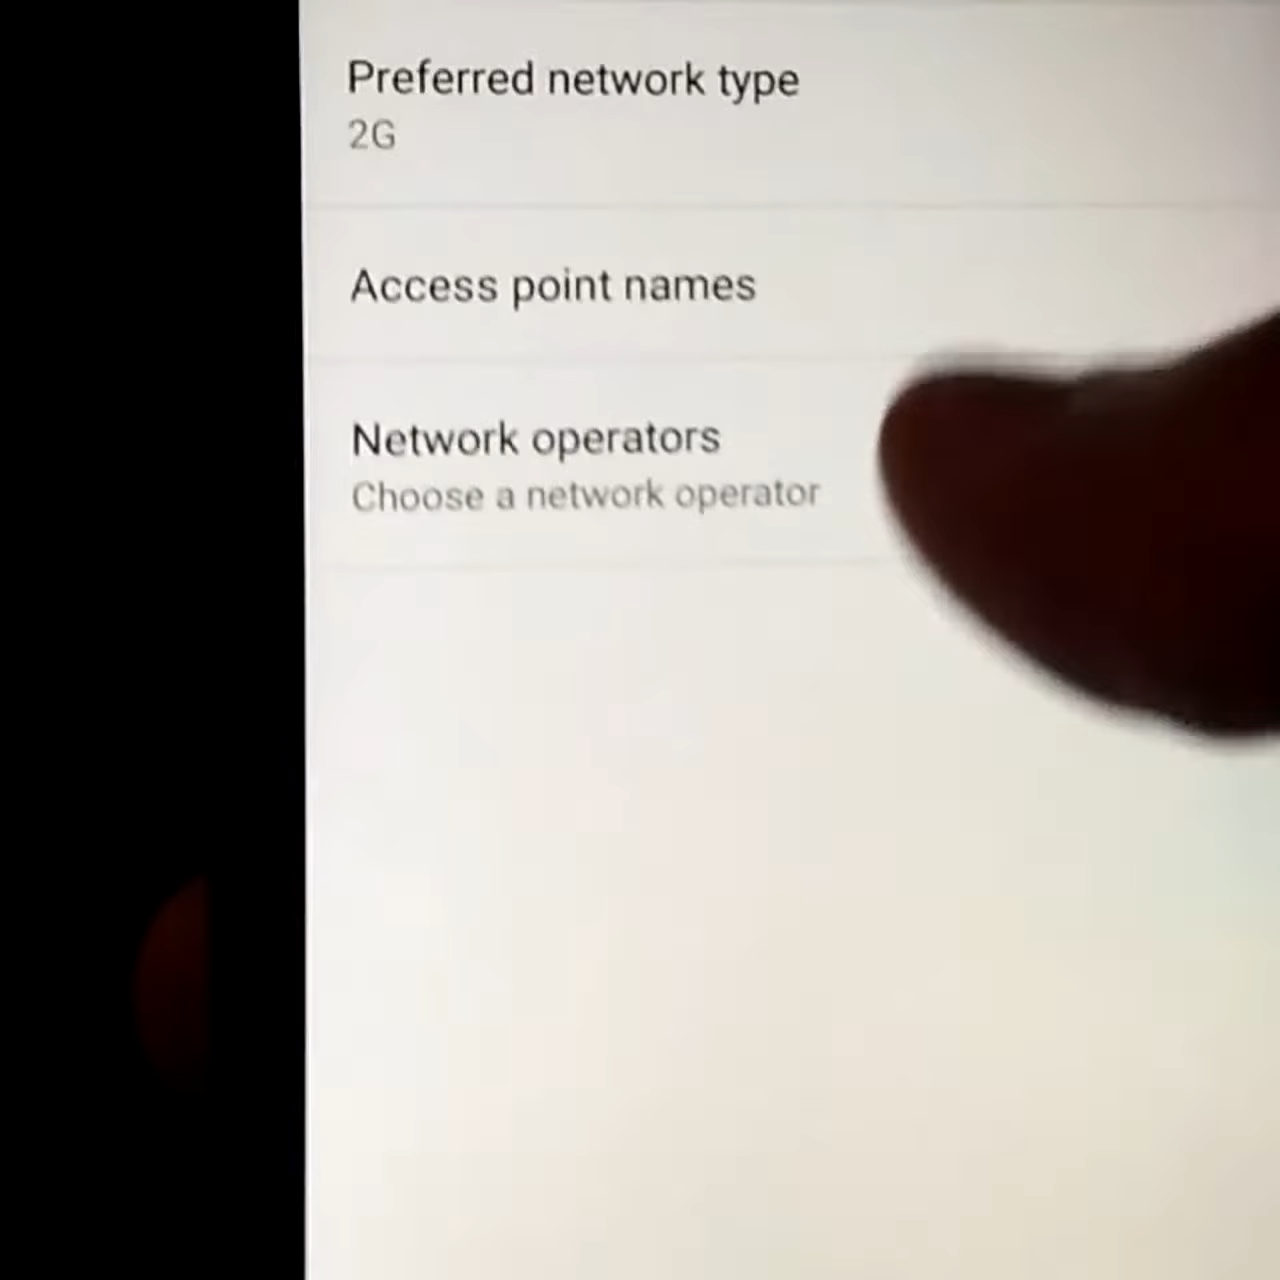 Preferred network type
2G
Access point names
Network operators
Choose a network operator